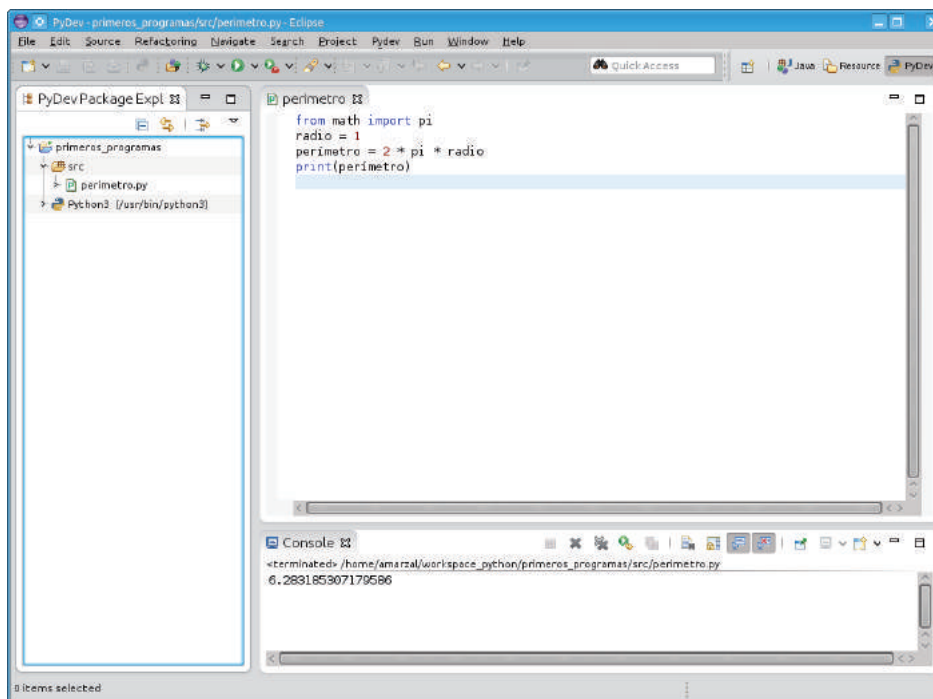 PyDev - primeros_programas/src/perimetro.py - Eclipse
File Edit Source Refactoring Navigate Search Project Pydev Run Window Help
Quick Access
Java
Resource
PyDev
PyDev Package Expl
primeros_programas
src
perimetro.py
Python3 (/usr/bin/python3)
perimetro
from math import pi
radio = 1
perímetro = 2 * pi * radio
print(perímetro)
Console
<terminated> /home/amarzal/workspace_python/primeros_programas/src/perimetro.py
6.283185307179586
0 items selected